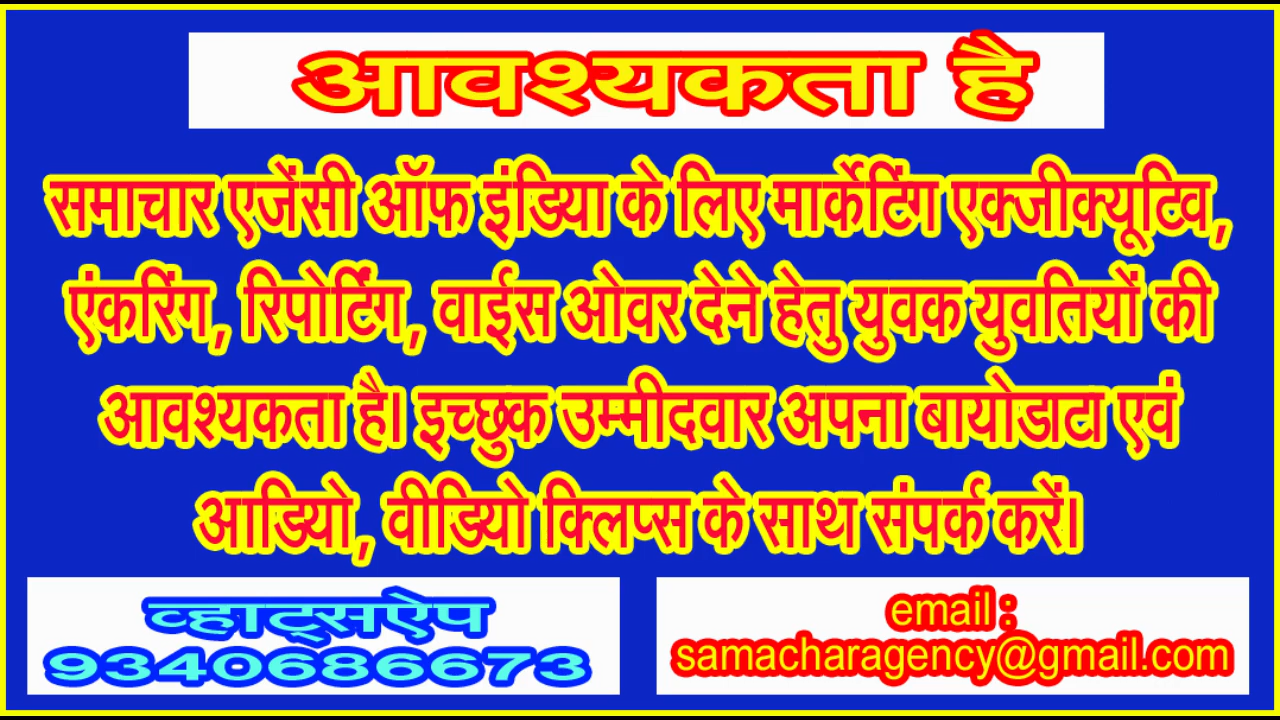 आवश्यकता है
समाचार एजेंसी ऑफ इंडिया के लिए मार्केटिंग एक्जीक्यूटिव,
एंकरिंग, रिपोर्टिंग, वाईस ओवर देने हेतु युवक युवतियों की
आवश्यकता है। इच्छुक उम्मीदवार अपना बायोडाटा एवं
आडियो, वीडियो क्लिप्स के साथ संपर्क करें।
व्हाट्सऐप
9340686673
email :
samacharagency@gmail.com